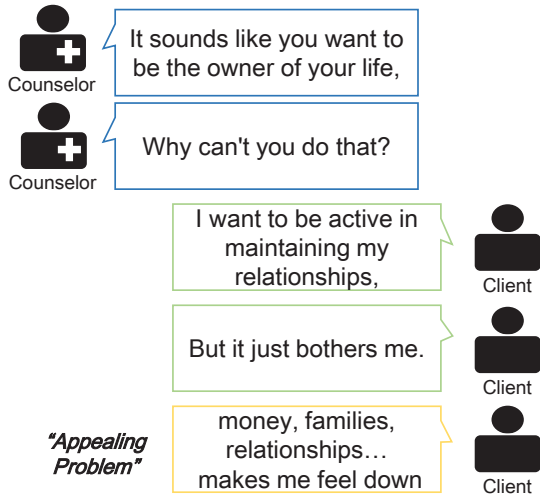 It sounds like you want to
be the owner of your life,
Counselor
Why can't you do that?
Counselor
I want to be active in
maintaining my
relationships,
Client
But it just bothers me.
Client
"Appealing
Problem"
money, families,
relationships…
makes me feel down
Client